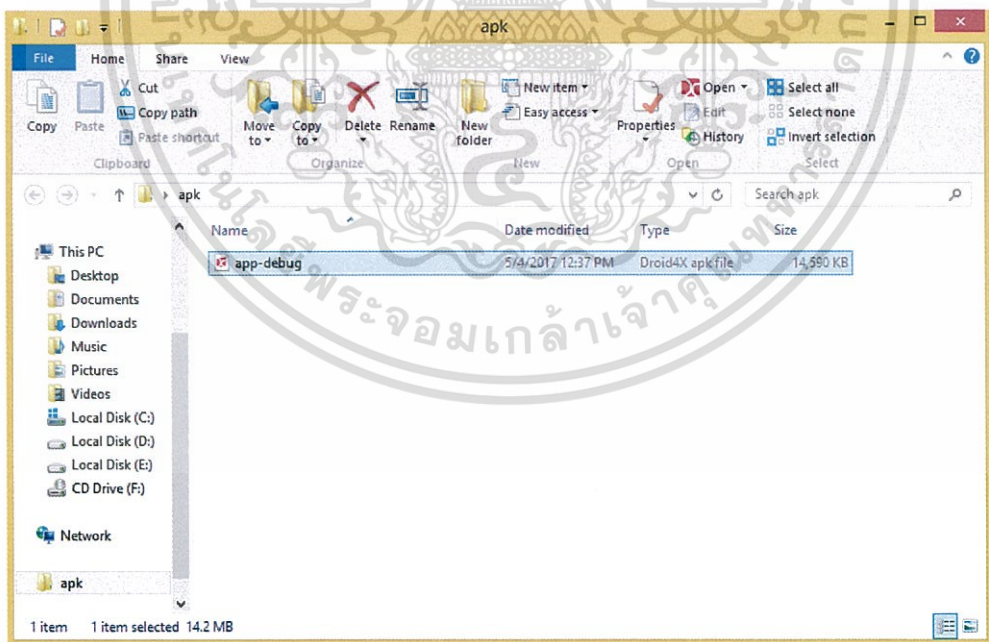 apk
File Home Share View
Copy
Paste
Cut
Copy path
Paste shortcut
Clipboard
Move to
Copy to
Delete
Rename
Organize
New folder
New item
Easy access
New
Properties
Open
Edit
History
Open
Select all
Select none
Invert selection
Select
apk
Search apk
Name Date modified Type Size
app-debug 5/4/2017 12:37 PM Droid4X apk file 14,590 KB
This PC
Desktop
Documents
Downloads
Music
Pictures
Videos
Local Disk (C:)
Local Disk (D:)
Local Disk (E:)
CD Drive (F:)
Network
apk
1 item 1 item selected 14.2 MB
พระจอมเกล้าเจ้าคุณทหาร